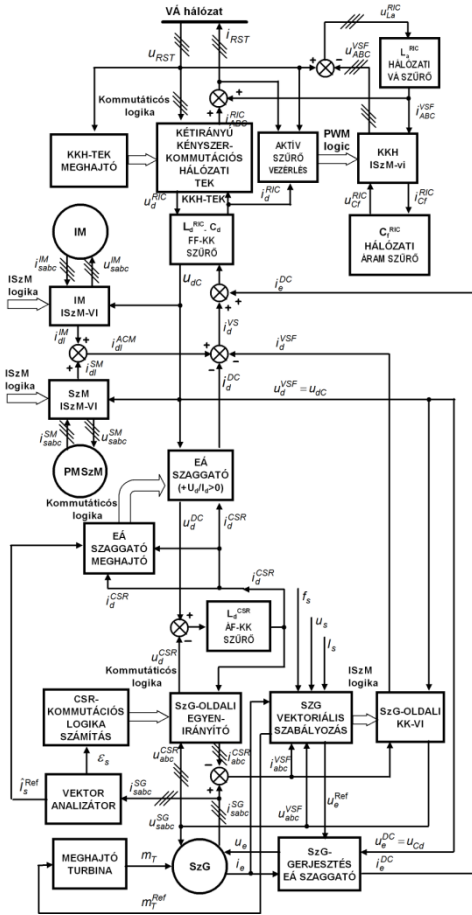 VÁ hálózat
u_RST
i_RST
u_La^RIC
u_ABC^VSF
L_a^RIC
HÁLÓZATI
VÁ SZŰRŐ
Kommutáticós
logika
i_ABC^RIC
i_ABC^VSF
KKH-TEK
MEGHAJTÓ
KÉTIRÁNYÚ
KÉNYSZER-
KOMMUTÁCIÓS
HÁLÓZATI
TEK
AKTÍV
SZŰRŐ
VEZÉRLÉS
PWM
logic
KKH
ISzM-vi
u_d^RIC
KKH-TEK
i_d^RIC
u_Cf^RIC
i_Cf^RIC
L_d^RIC - C_d
FF-KK
SZŰRŐ
C_f^RIC
HÁLÓZATI
ÁRAM SZŰRŐ
IM
i_sabc^IM
u_sabc^IM
u_dC
i_e^DC
ISzM
logika
IM
ISzM-VI
i_dI^IM
i_dI^ACM
i_d^VS
i_d^VSF
i_dI^SM
ISzM
logika
SzM
ISzM-VI
i_d^DC
u_d^VSF = u_dC
i_sabc^SM
u_sabc^SM
PMSzM
Kommutáticós
logika
EÁ
SZAGGATÓ
(+U_d/I_d>0)
EÁ
SZAGGATÓ
MEGHAJTÓ
u_d^DC
i_d^CSR
i_d^CSR
i_d^CSR
f_s
L_d^CSR
ÁF-KK
SZŰRŐ
u_s
I_s
u_d^CSR
Kommutáticós
logika
ISzM
logika
CSR-
KOMMUTÁCIÓS
LOGIKA
SZÁMÍTÁS
SzG-OLDALI
EGYEN-
IRÁNYÍTÓ
SZG
VEKTORIÁLIS
SZABÁLYOZÁS
SzG-OLDALI
KK-VI
u_abc^CSR
i_abc^CSR
i_abc^VSF
ε_s
î_s^Ref
VEKTOR
ANALIZÁTOR
i_sabc^SG
i_sabc^SG
u_sabc^SG
u_abc^VSF
u_e^Ref
MEGHAJTÓ
TURBINA
m_T
SzG
u_e
i_e
SzG-
GERJESZTÉS
EÁ SZAGGATÓ
u_e^DC = u_Cd
i_e^DC
m_T^Ref